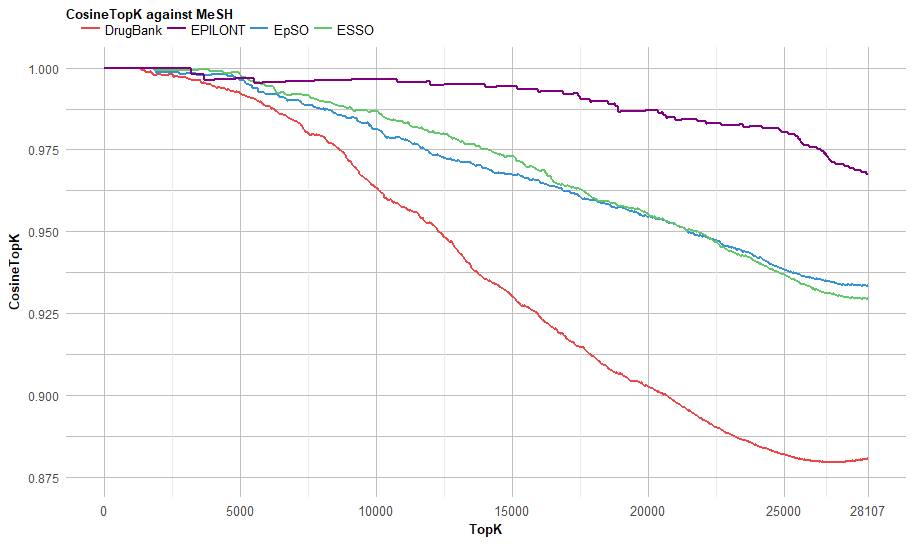 CosineTopK against MeSH
DrugBank EPILONT EpSO ESSO
1.000
0.975
0.950
0.925
0.900
0.875
CosineTopK
0 5000 10000 15000 20000 25000 28107
TopK